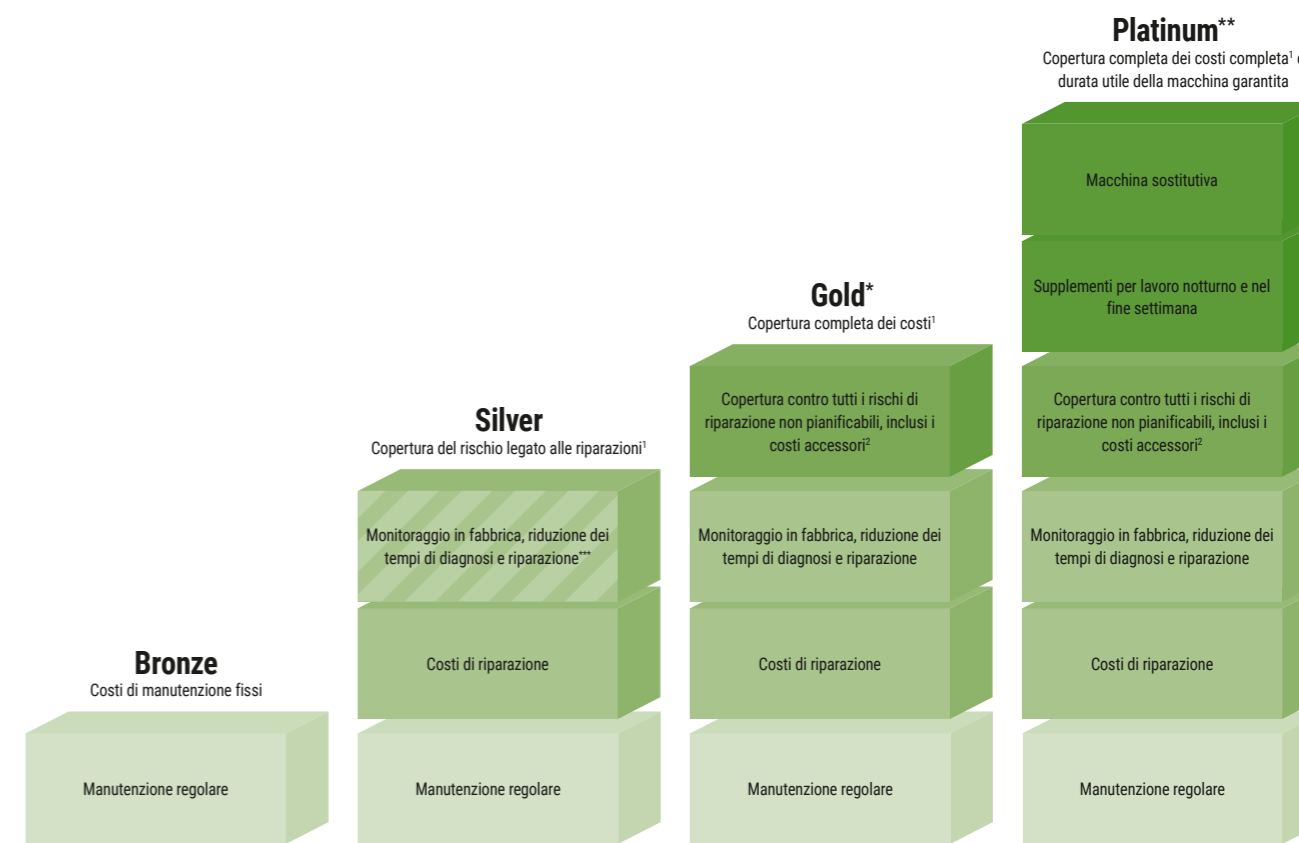 Platinum**
Copertura completa dei costi completa¹ e
durata utile della macchina garantita
Macchina sostitutiva
Supplementi per lavoro notturno e nel
fine settimana
Copertura contro tutti i rischi di
riparazione non pianificabili, inclusi i
costi accessori²
Monitoraggio in fabbrica, riduzione dei
tempi di diagnosi e riparazione
Costi di riparazione
Manutenzione regolare
Gold*
Copertura completa dei costi¹
Copertura contro tutti i rischi di
riparazione non pianificabili, inclusi i
costi accessori²
Monitoraggio in fabbrica, riduzione dei
tempi di diagnosi e riparazione
Costi di riparazione
Manutenzione regolare
Silver
Copertura del rischio legato alle riparazioni¹
Monitoraggio in fabbrica, riduzione dei
tempi di diagnosi e riparazione***
Costi di riparazione
Manutenzione regolare
Bronze
Costi di manutenzione fissi
Manutenzione regolare